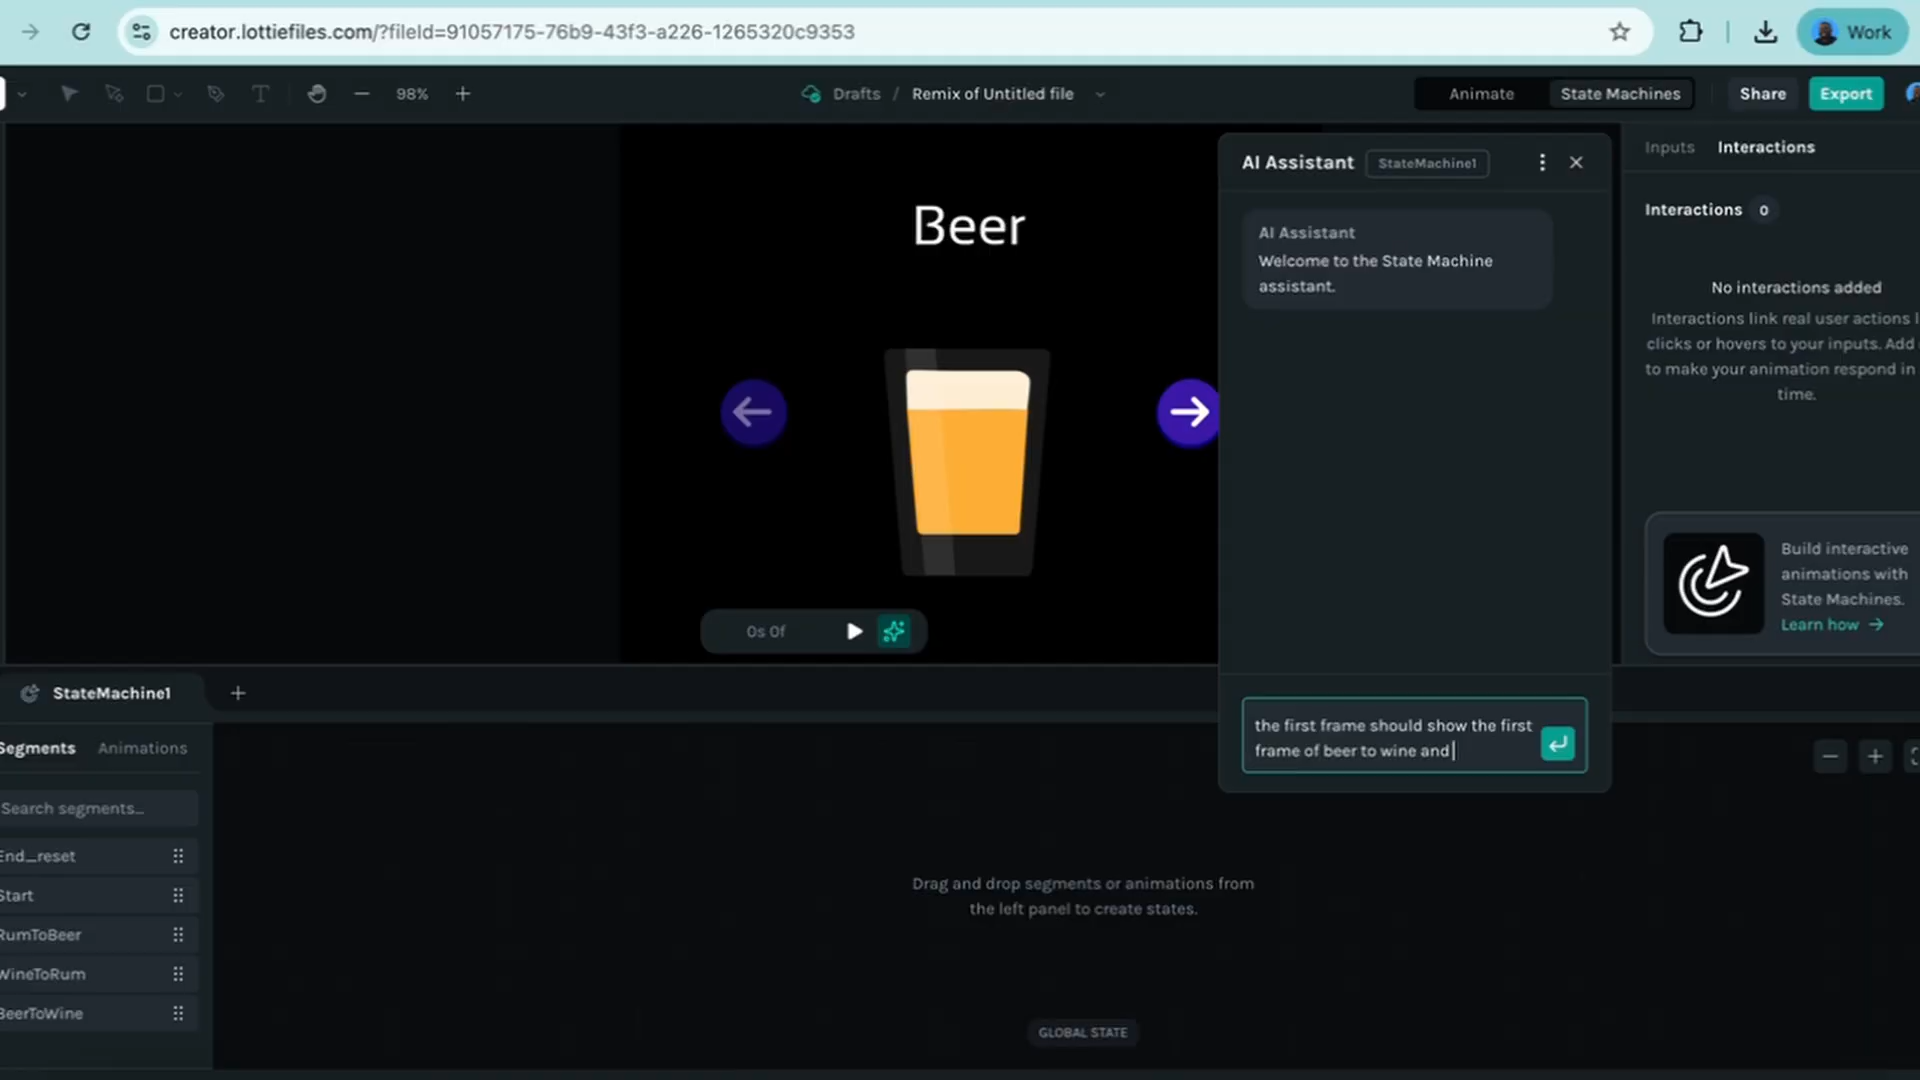 creator.lottiefiles.com/?fileId=91057175-76b9-43f3-a226-1265320c9353
Work
98%
Drafts / Remix of Untitled file
Animate
State Machines
Share
Export
Beer
0s 0f
AI Assistant
StateMachine1
AI Assistant
Welcome to the State Machine
assistant.
the first frame should show the first
frame of beer to wine and
Inputs
Interactions
Interactions 0
No interactions added
Interactions link real user actions l
clicks or hovers to your inputs. Add
to make your animation respond in
time.
Build interactive
animations with
State Machines.
Learn how →
StateMachine1
Segments
Animations
Search segments...
End_reset
Start
RumToBeer
WineToRum
BeerToWine
Drag and drop segments or animations from
the left panel to create states.
GLOBAL STATE